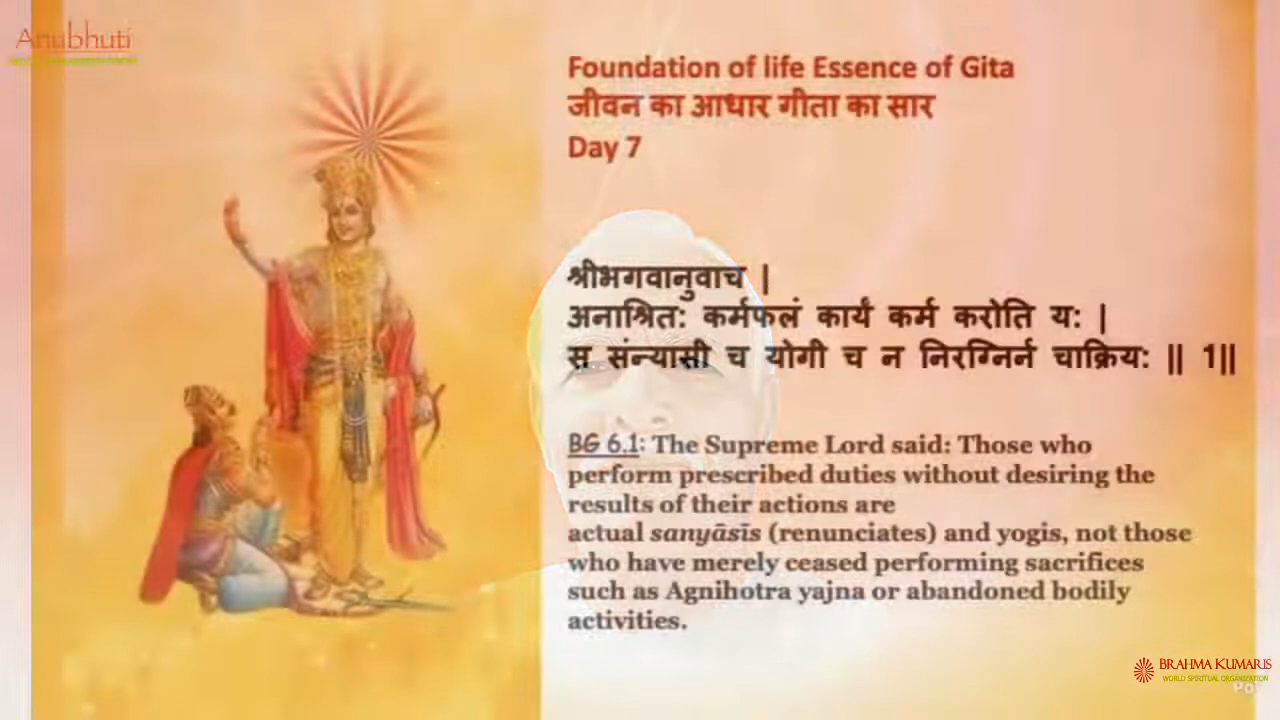 Anubhuti
Foundation of life Essence of Gita
जीवन का आधार गीता का सार
Day 7
श्रीभगवानुवाच |
अनाश्रित: कर्मफलं कार्यं कर्म करोति य: |
स संन्यासी च योगी च न निरग्निर्न चाक्रिय: || 1||
BG 6.1: The Supreme Lord said: Those who
perform prescribed duties without desiring the
results of their actions are
actual sanyāsīs (renunciates) and yogis, not those
who have merely ceased performing sacrifices
such as Agnihotra yajna or abandoned bodily
activities.
BRAHMA KUMARIS
WORLD SPIRITUAL ORGANIZATION